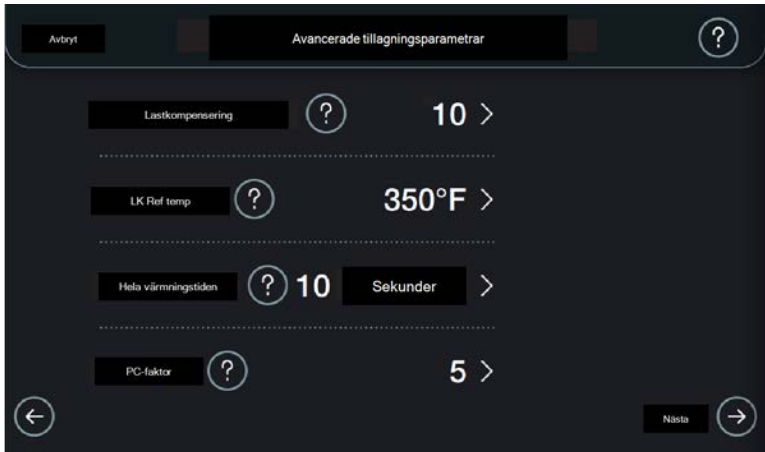 Avbryt
Avancerade tillagningsparametrar
?
Lastkompensering ? 10 >
LK Ref temp ? 350°F >
Hela värmningstiden ? 10 Sekunder >
PC-faktor ? 5 >
← Nästa →